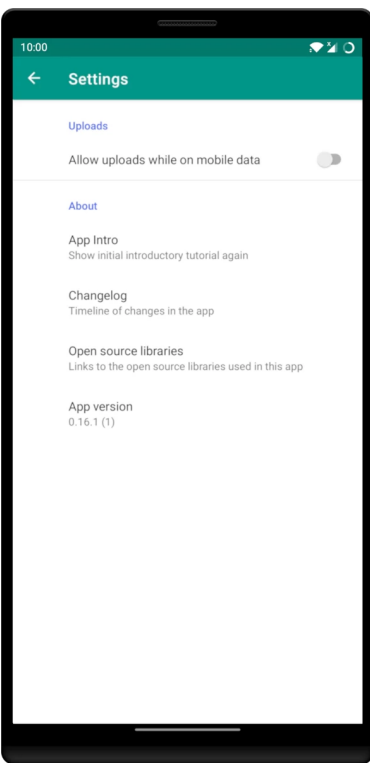 10:00
Settings
Uploads
Allow uploads while on mobile data
About
App Intro
Show initial introductory tutorial again
Changelog
Timeline of changes in the app
Open source libraries
Links to the open source libraries used in this app
App version
0.16.1 (1)